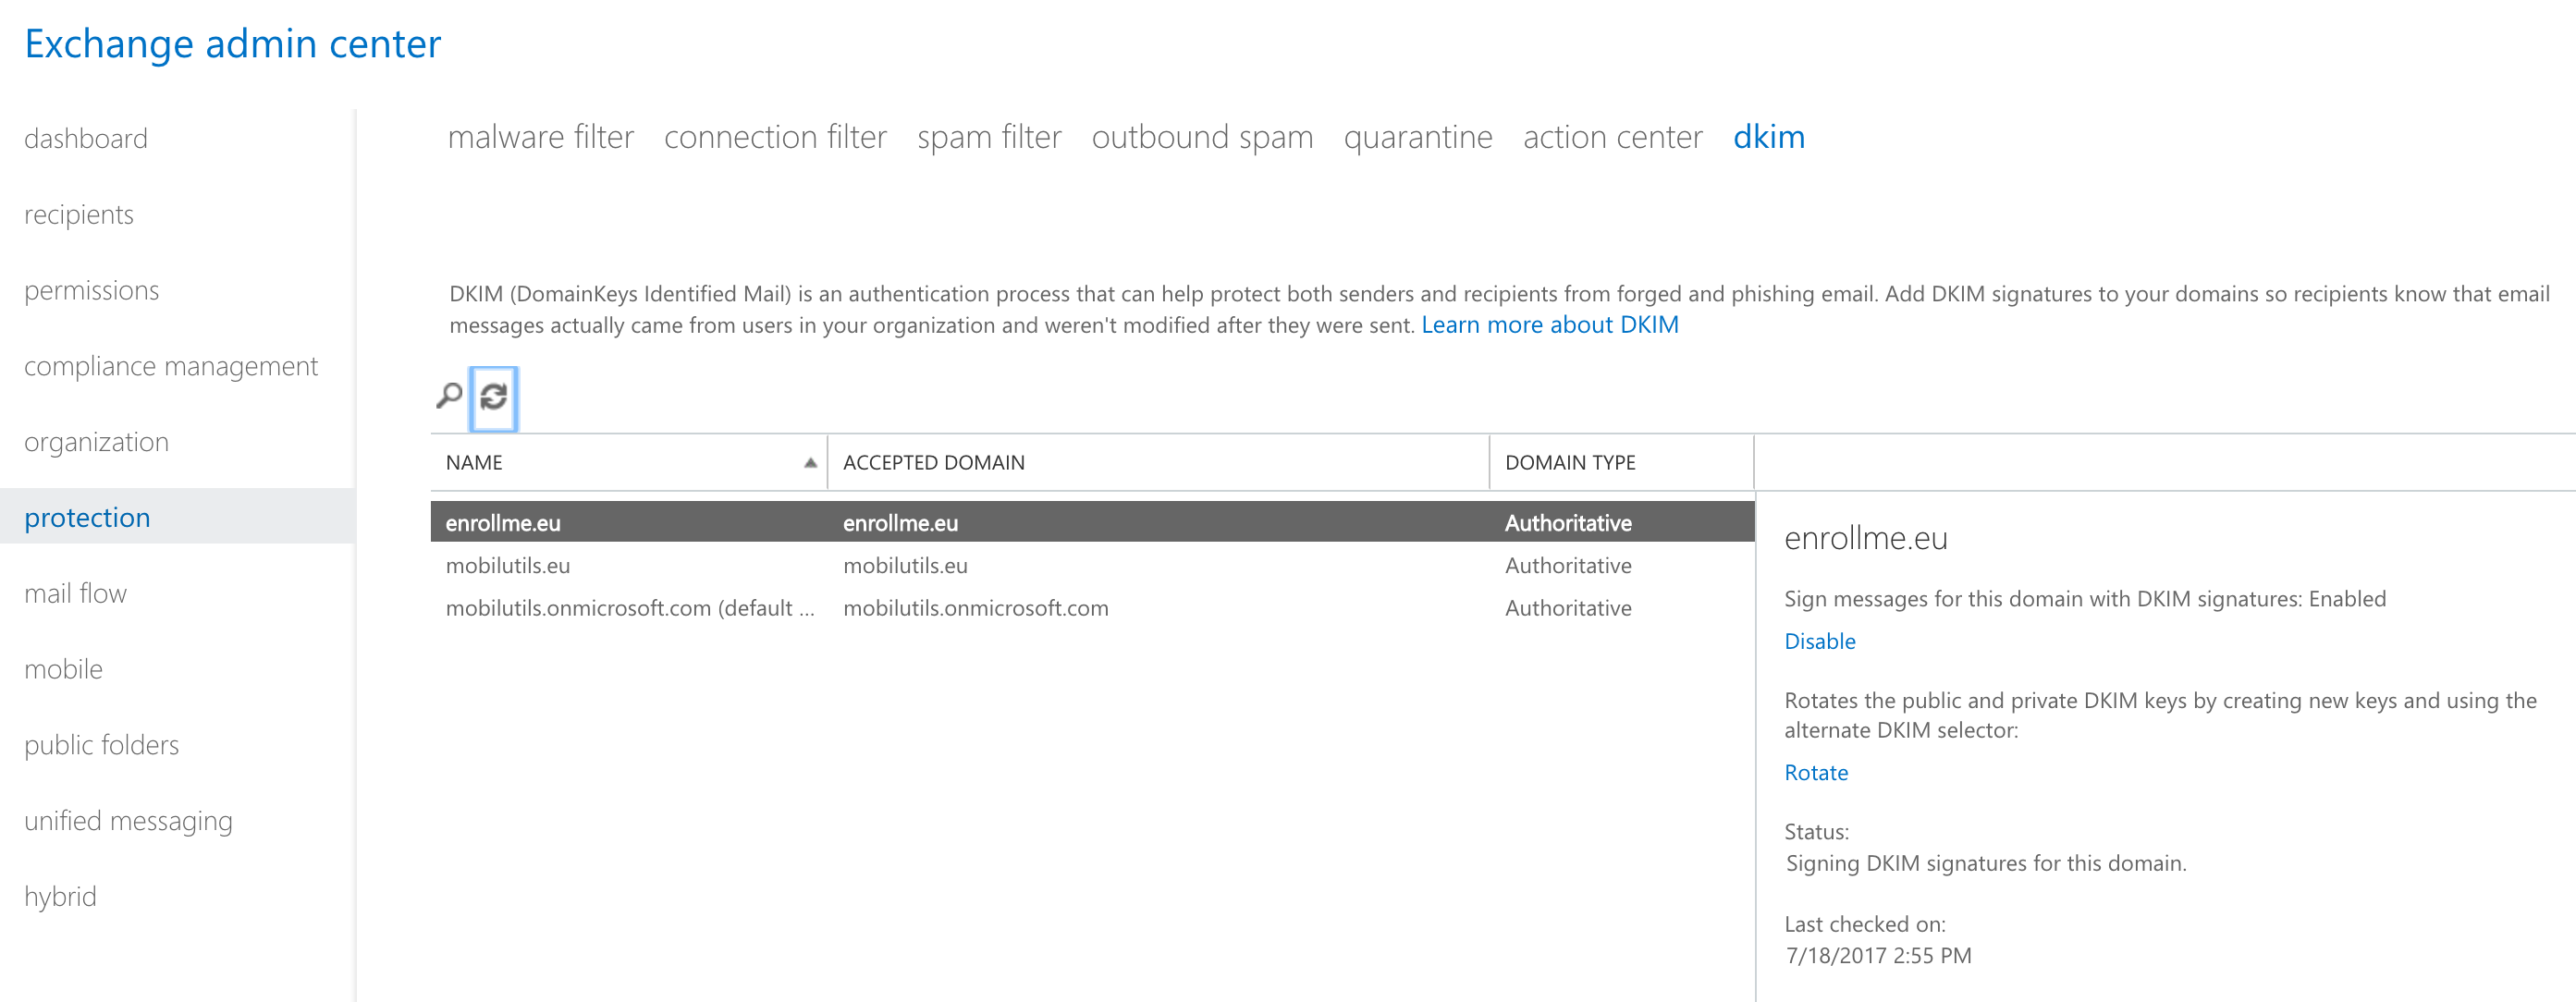 Exchange admin center
dashboard
recipients
permissions
compliance management
organization
protection
mail flow
mobile
public folders
unified messaging
hybrid
malware filter connection filter spam filter outbound spam quarantine action center dkim
DKIM (DomainKeys Identified Mail) is an authentication process that can help protect both senders and recipients from forged and phishing email. Add DKIM signatures to your domains so recipients know that email
messages actually came from users in your organization and weren't modified after they were sent. Learn more about DKIM
NAME ACCEPTED DOMAIN DOMAIN TYPE
enrollme.eu enrollme.eu Authoritative
mobilutils.eu mobilutils.eu Authoritative
mobilutils.onmicrosoft.com (default ... mobilutils.onmicrosoft.com Authoritative
enrollme.eu
Sign messages for this domain with DKIM signatures: Enabled
Disable
Rotates the public and private DKIM keys by creating new keys and using the
alternate DKIM selector:
Rotate
Status:
Signing DKIM signatures for this domain.
Last checked on:
7/18/2017 2:55 PM